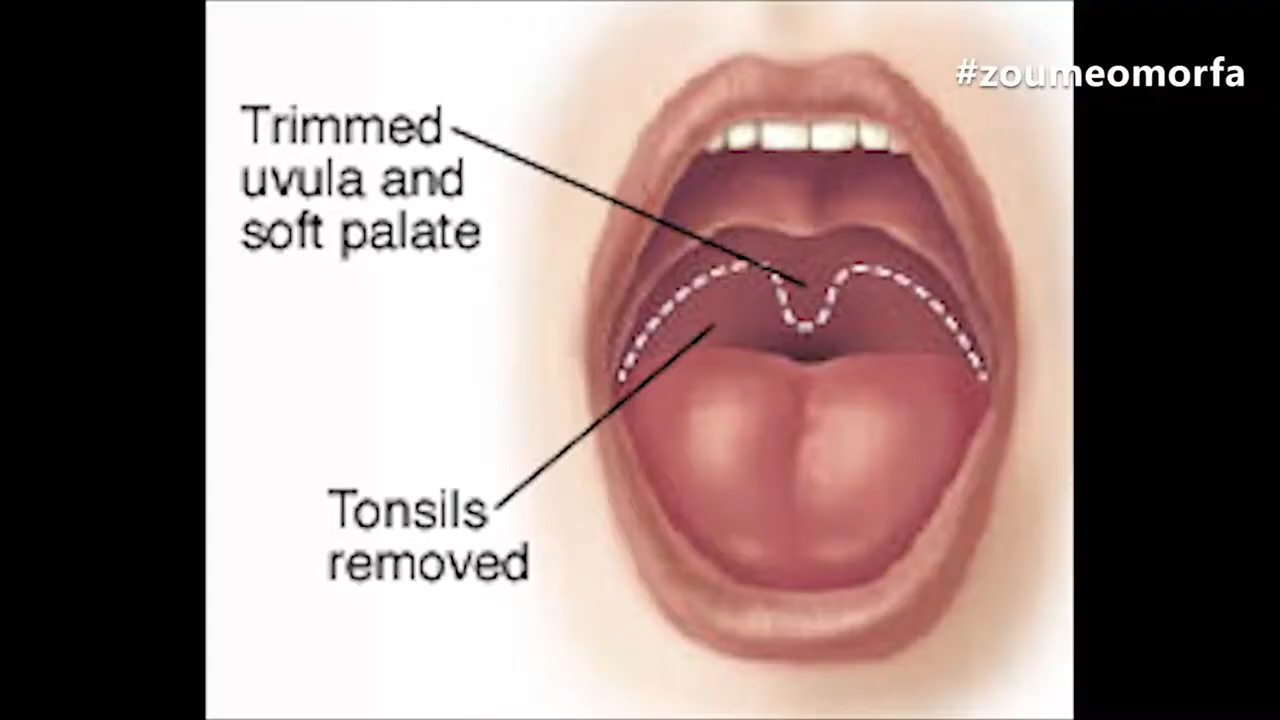 #zoumeomorfa
Trimmed
uvula and
soft palate
Tonsils
removed